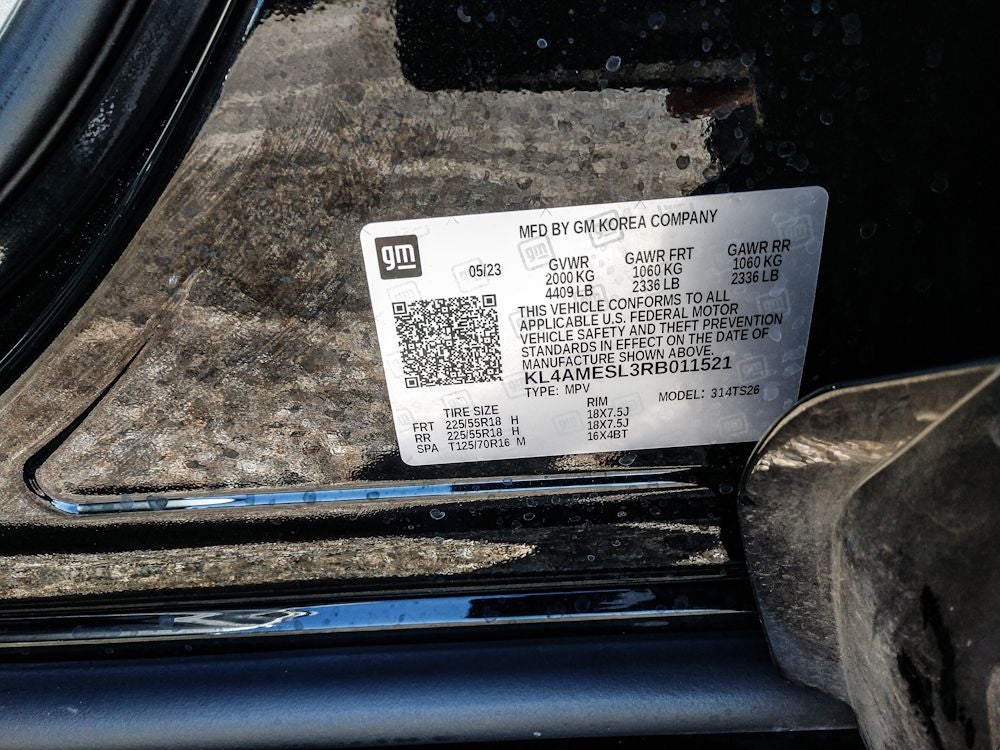 gm
MFD BY GM KOREA COMPANY
05/23
GVWR GAWR FRT GAWR RR
2000 KG 1060 KG 1060 KG
4409 LB 2336 LB 2336 LB
THIS VEHICLE CONFORMS TO ALL
APPLICABLE U.S. FEDERAL MOTOR
VEHICLE SAFETY AND THEFT PREVENTION
STANDARDS IN EFFECT ON THE DATE OF
MANUFACTURE SHOWN ABOVE.
KL4AMESL3RB011521
TYPE: MPV MODEL: 314TS26
TIRE SIZE RIM
FRT 225/55R18 H 18X7.5J
RR 225/55R18 H 18X7.5J
SPA T125/70R16 M 16X4BT